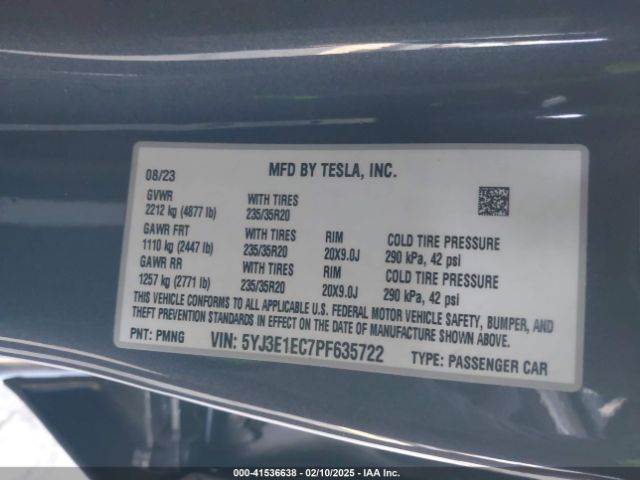 08/23 MFD BY TESLA, INC.
GVWR WITH TIRES
2212 kg (4877 lb) 235/35R20
GAWR FRT WITH TIRES RIM COLD TIRE PRESSURE
1110 kg (2447 lb) 235/35R20 20X9.0J 290 kPa, 42 psi
GAWR RR WITH TIRES RIM COLD TIRE PRESSURE
1257 kg (2771 lb) 235/35R20 20X9.0J 290 kPa, 42 psi
THIS VEHICLE CONFORMS TO ALL APPLICABLE U.S. FEDERAL MOTOR VEHICLE SAFETY, BUMPER, AND
THEFT PREVENTION STANDARDS IN EFFECT ON THE DATE OF MANUFACTURE SHOWN ABOVE.
PNT: PMNG VIN: 5YJ3E1EC7PF635722 TYPE: PASSENGER CAR
000-41536638 - 02/10/2025 - IAA Inc.